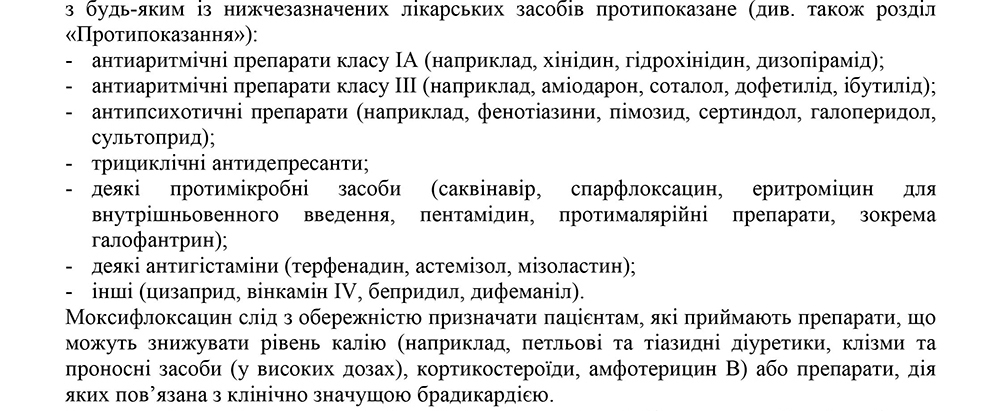 з будь-яким із нижчезазначених лікарських засобів протипоказане (див. також розділ
«Протипоказання»):
- антиаритмічні препарати класу ІА (наприклад, хінідин, гідрохінідин, дизопірамід);
- антиаритмічні препарати класу ІІІ (наприклад, аміодарон, соталол, дофетилід, ібутилід);
- антипсихотичні препарати (наприклад, фенотіазини, пімозид, сертиндол, галоперидол,
сультоприд);
- трициклічні антидепресанти;
- деякі протимікробні засоби (саквінавір, спарфлоксацин, еритроміцин для
внутрішньовенного введення, пентамідин, протималярійні препарати, зокрема
галофантрин);
- деякі антигістаміни (терфенадин, астемізол, мізоластин);
- інші (цизаприд, вінкамін IV, бепридил, дифеманіл).
Моксифлоксацин слід з обережністю призначати пацієнтам, які приймають препарати, що
можуть знижувати рівень калію (наприклад, петльові та тіазидні діуретики, клізми та
проносні засоби (у високих дозах), кортикостероїди, амфотерицин В) або препарати, дія
яких пов’язана з клінічно значущою брадикардією.